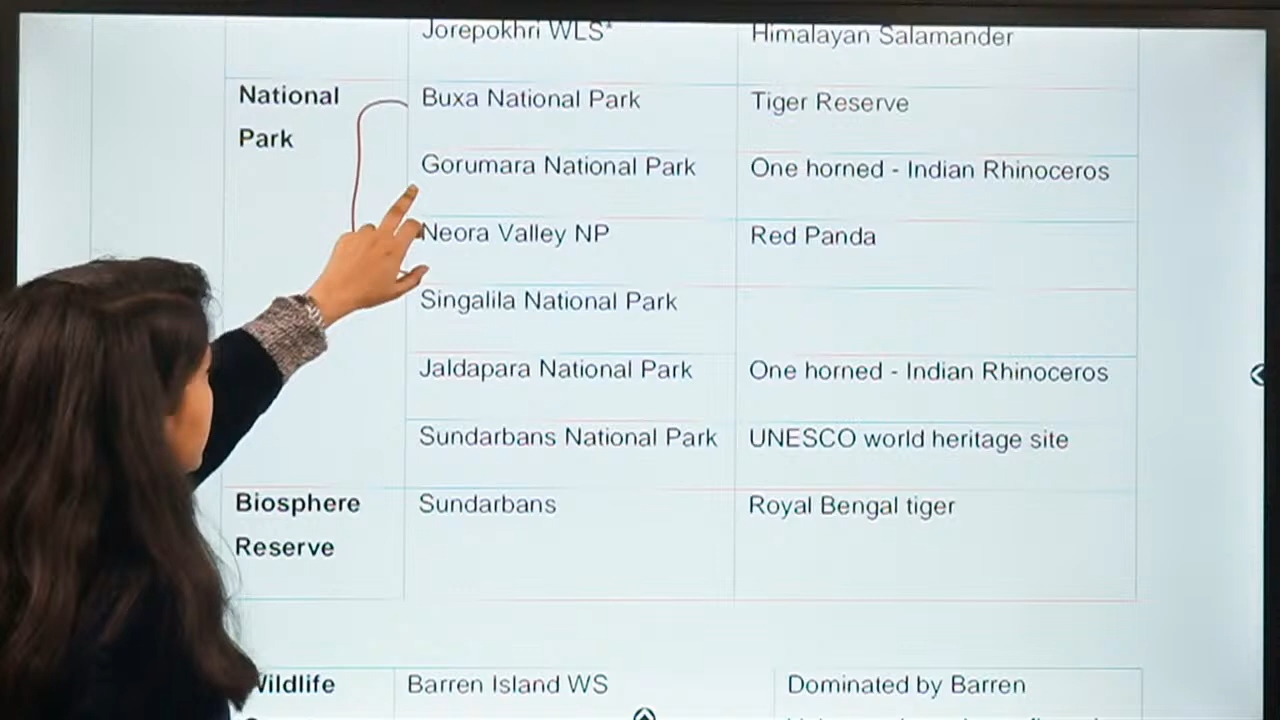 Jorepokhri WLS* Himalayan Salamander
National Buxa National Park Tiger Reserve
Park
Gorumara National Park One horned - Indian Rhinoceros
Neora Valley NP Red Panda
Singalila National Park
Jaldapara National Park One horned - Indian Rhinoceros
Sundarbans National Park UNESCO world heritage site
Biosphere Sundarbans Royal Bengal tiger
Reserve
Wildlife Barren Island WS Dominated by Barren